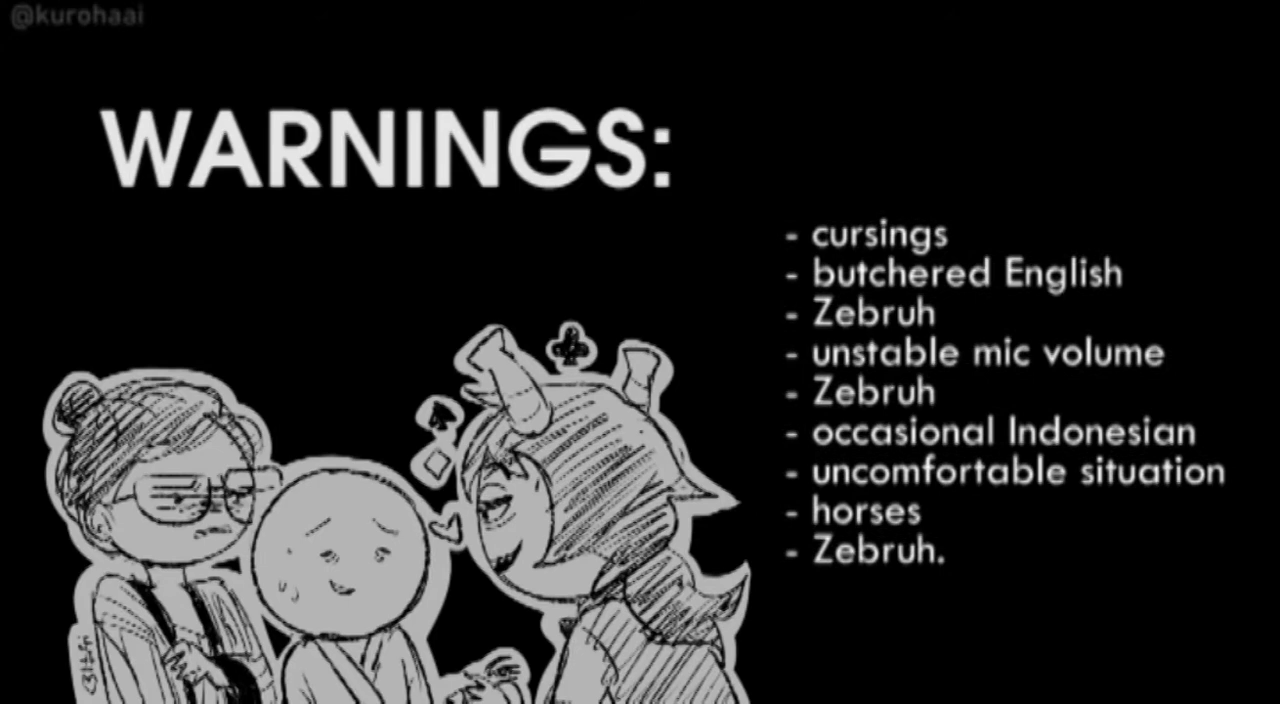 @kurohaai
WARNINGS:
- cursings
- butchered English
- Zebruh
- unstable mic volume
- Zebruh
- occasional Indonesian
- uncomfortable situation
- horses
- Zebruh.